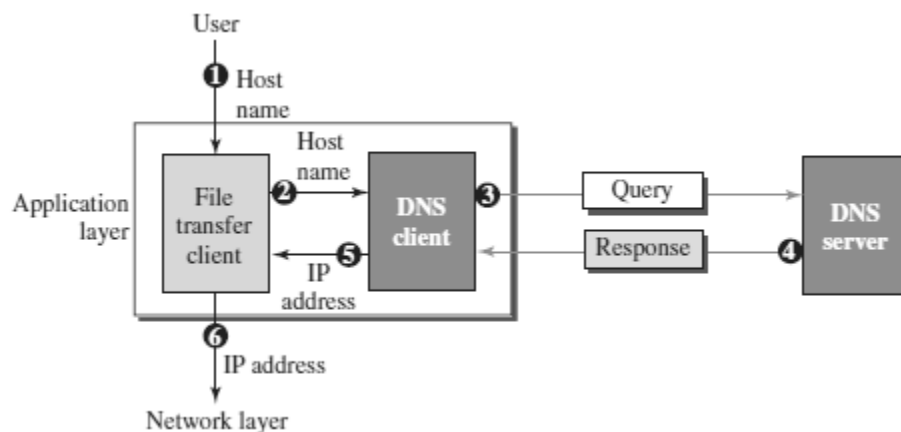 User
1
Host
name
Host
name
2
3
Query
Application
layer
File
transfer
client
DNS
client
DNS
server
5
Response
4
IP
address
6
IP address
Network layer